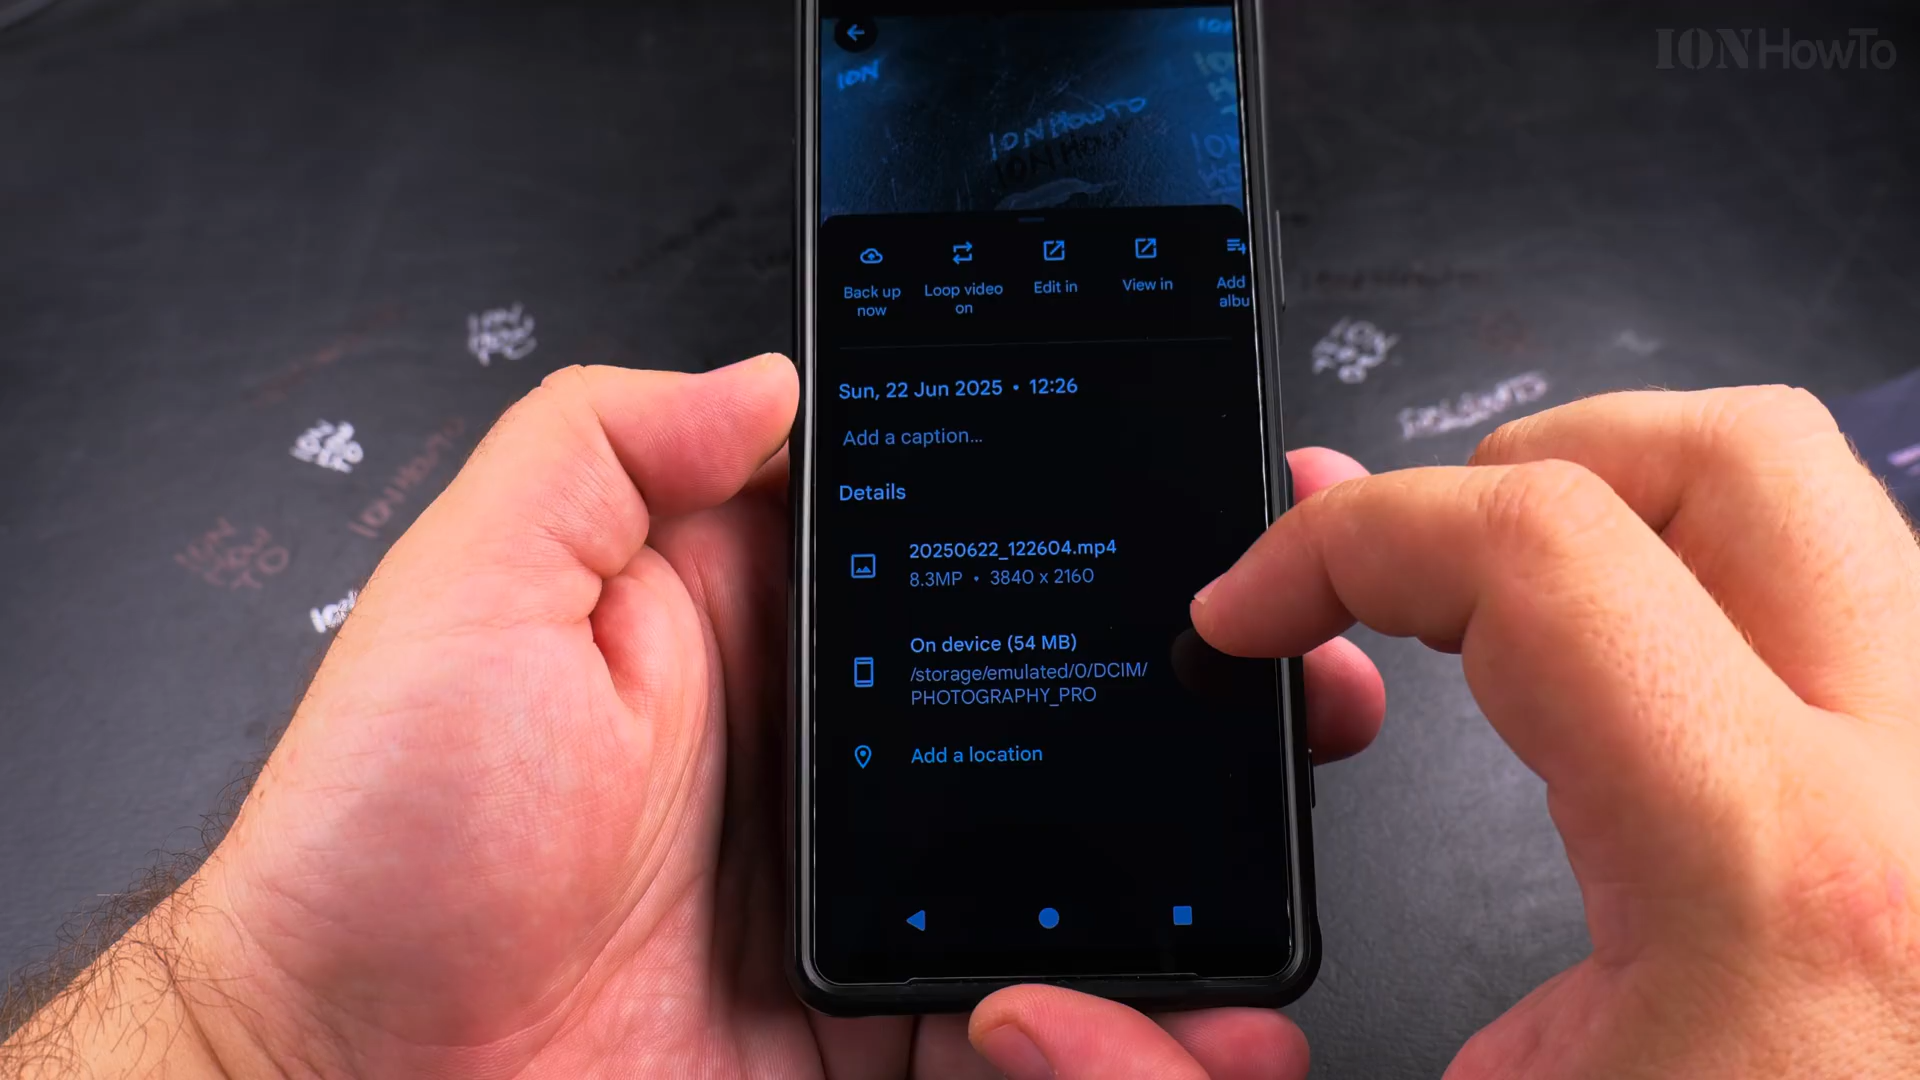 IONHowTo
ION
ION HowTo
Back up
now
Loop video
on
Edit in
View in
Add
albu
Sun, 22 Jun 2025 • 12:26
Add a caption...
Details
20250622_122604.mp4
8.3MP • 3840 x 2160
On device (54 MB)
/storage/emulated/0/DCIM/
PHOTOGRAPHY_PRO
Add a location